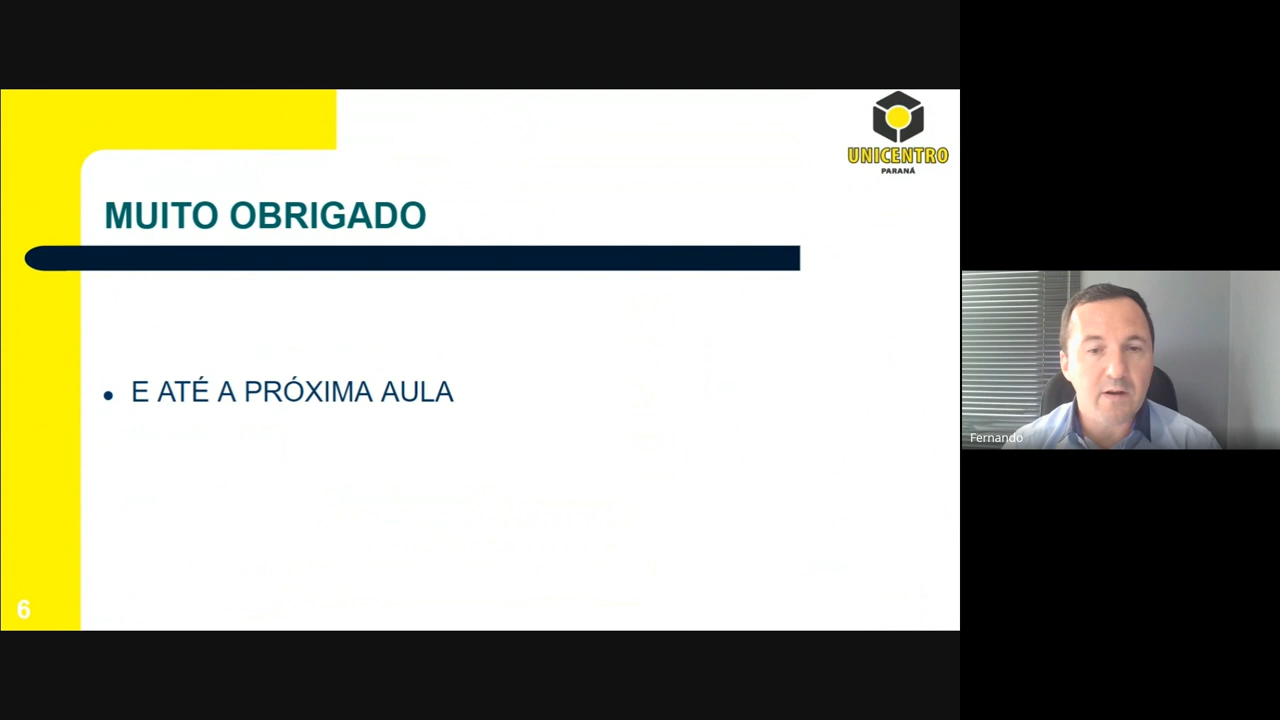 UNICENTRO
PARANÁ
MUITO OBRIGADO
• E ATÉ A PRÓXIMA AULA
6
Fernando